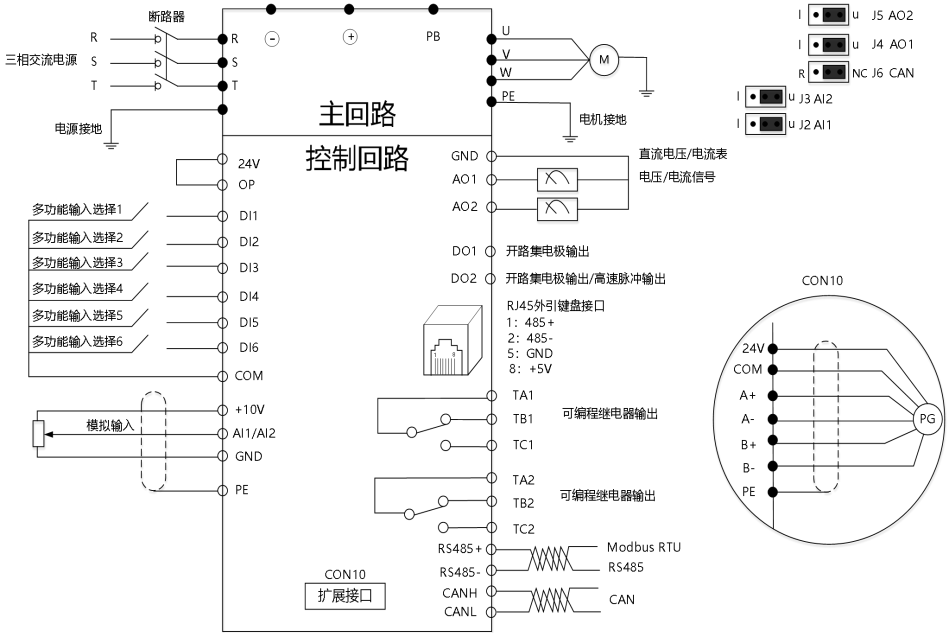 断路器
R
S
T
三相交流电源
电源接地
R
S
T
-
+
PB
主回路
U
V
W
PE
M
电机接地
I
u
J5 AO2
I
u
J4 AO1
R
NC
J6 CAN
I
u
J3 AI2
I
u
J2 AI1
控制回路
24V
OP
多功能输入选择1
DI1
多功能输入选择2
DI2
多功能输入选择3
DI3
多功能输入选择4
DI4
多功能输入选择5
DI5
多功能输入选择6
DI6
COM
+10V
模拟输入
AI1/AI2
GND
PE
GND
AO1
AO2
直流电压/电流表
电压/电流信号
DO1
开路集电极输出
DO2
开路集电极输出/高速脉冲输出
RJ45外引键盘接口
1：485+
2：485-
5：GND
8：+5V
1
8
TA1
TB1
TC1
可编程继电器输出
TA2
TB2
TC2
可编程继电器输出
RS485+
RS485-
Modbus RTU
RS485
CANH
CANL
CAN
CON10
扩展接口
CON10
24V
COM
A+
A-
B+
B-
PE
PG